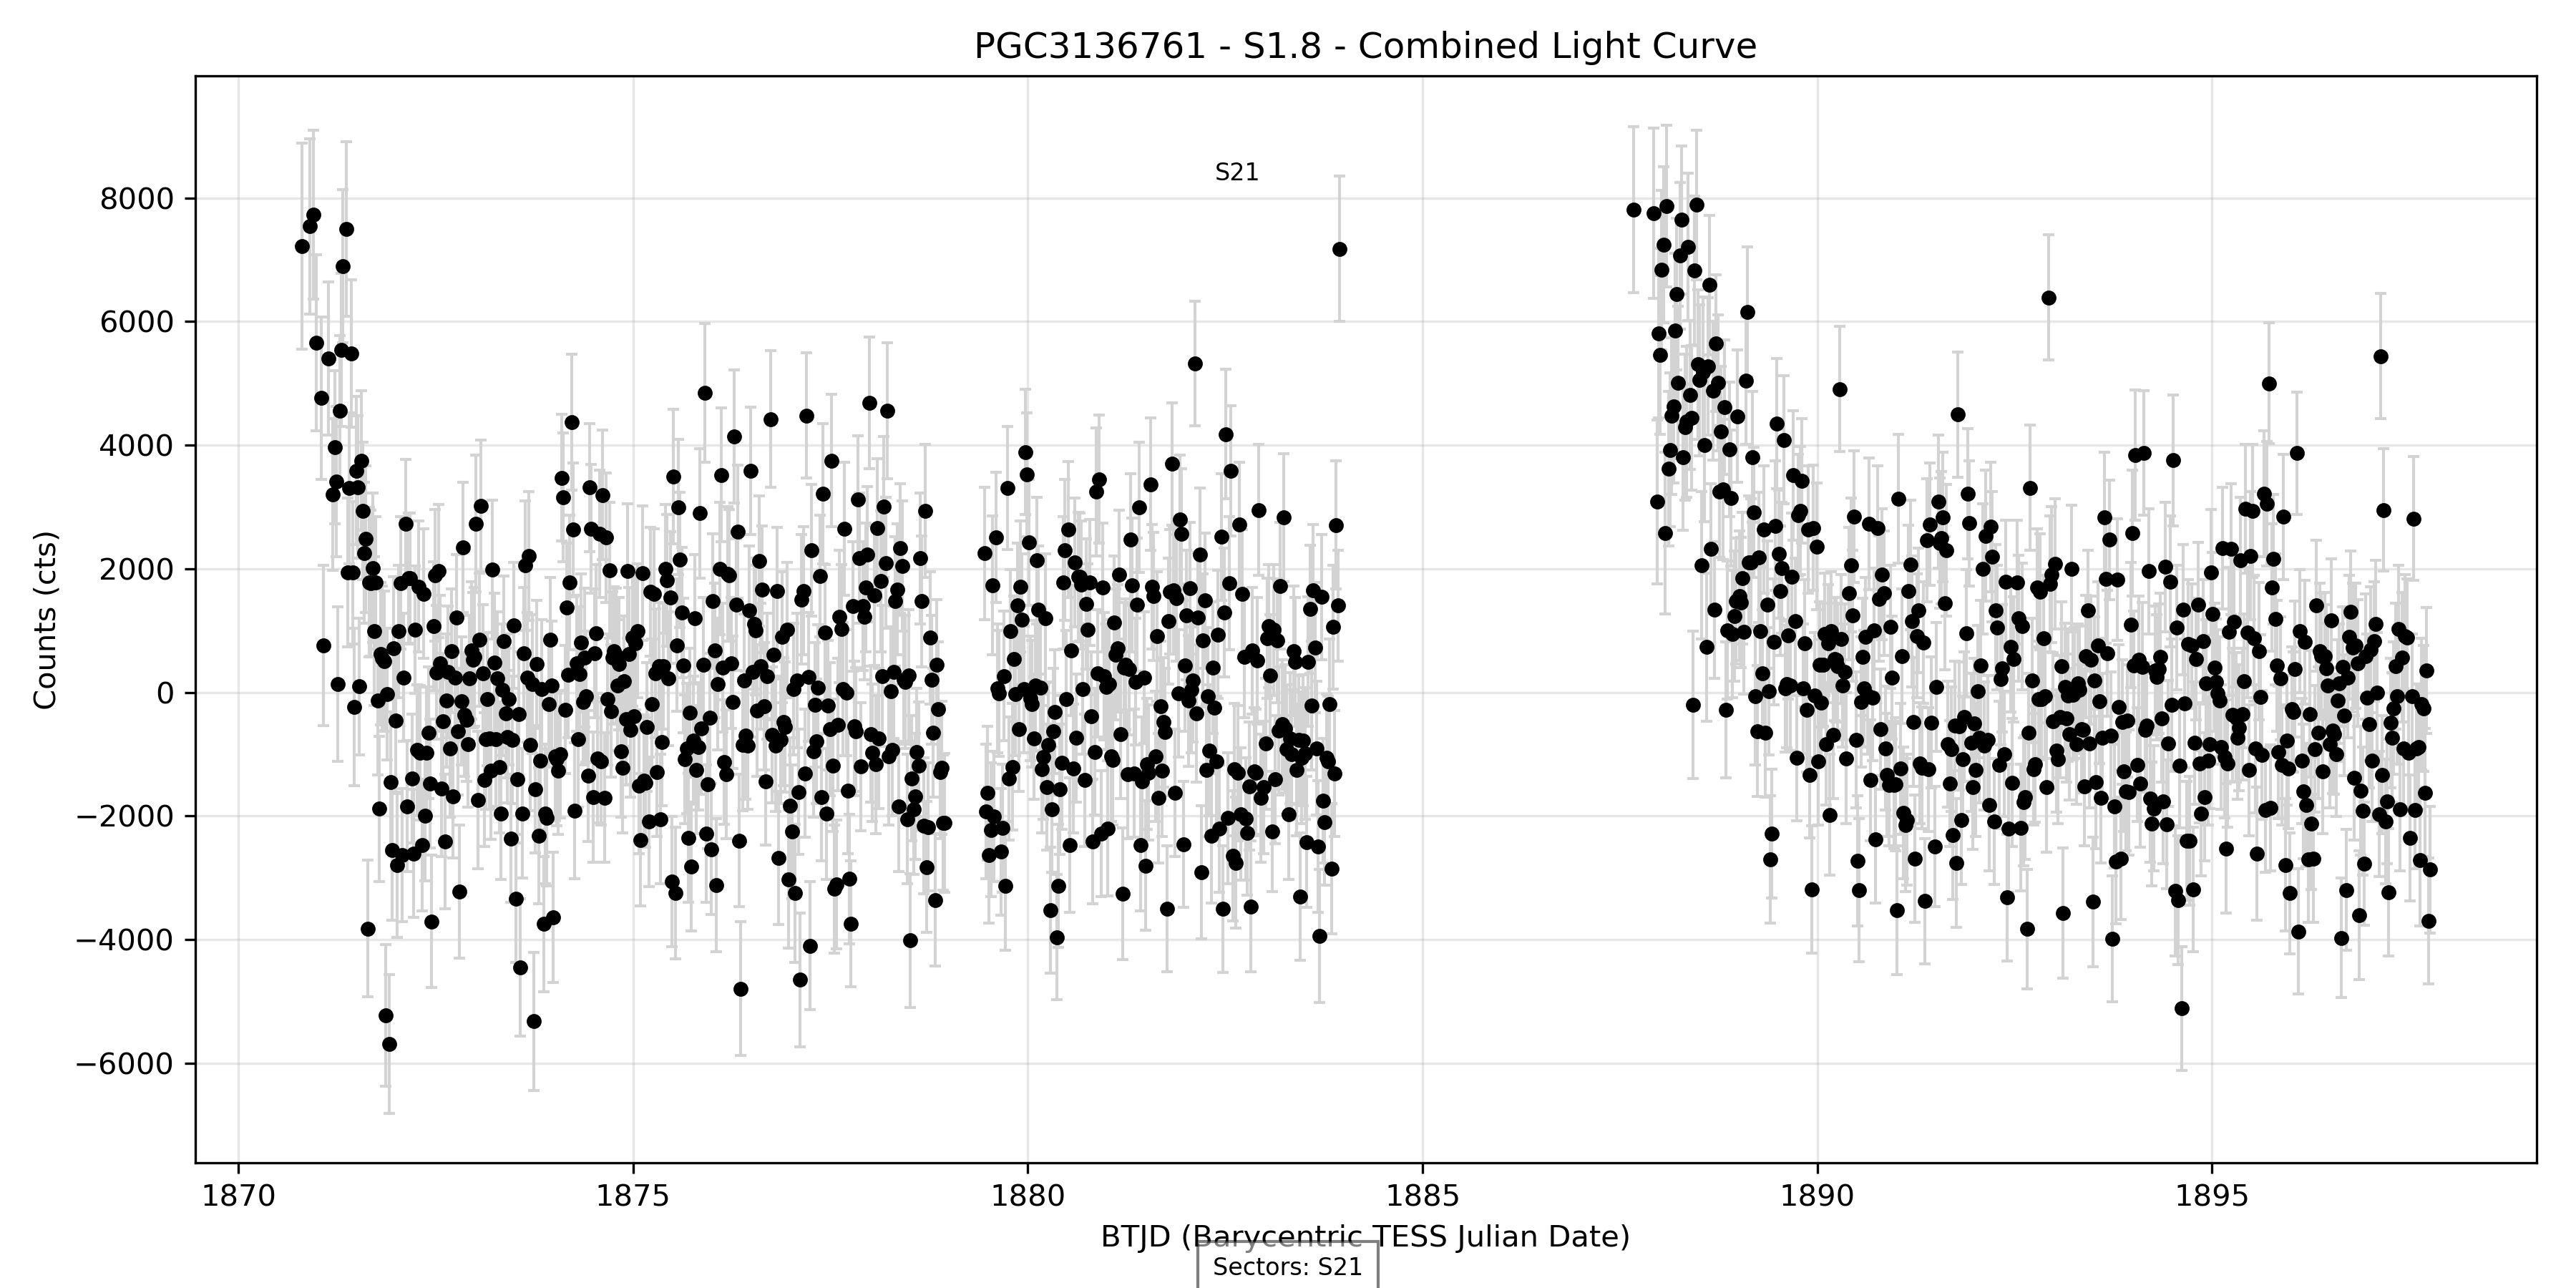 PGC3136761 - S1.8 - Combined Light Curve
S21
8000
6000
4000
2000
0
−2000
−4000
−6000
Counts (cts)
1870 1875 1880 1885 1890 1895
BTJD (Barycentric TESS Julian Date)
Sectors: S21